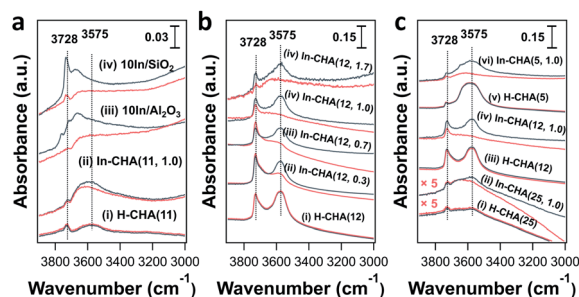 a
0.03
3728
3575
(iv) 10In/SiO2
(iii) 10In/Al2O3
(ii) In-CHA(11, 1.0)
(i) H-CHA(11)
Absorbance (a.u.)
3800 3600 3400 3200 3000
Wavenumber (cm-1)
b
0.15
3728
3575
(iv) In-CHA(12, 1.7)
(iv) In-CHA(12, 1.0)
(iii) In-CHA(12, 0.7)
(ii) In-CHA(12, 0.3)
(i) H-CHA(12)
Absorbance (a.u.)
3800 3600 3400 3200 3000
Wavenumber (cm-1)
c
0.15
3728
3575
(vi) In-CHA(5, 1.0)
(v) H-CHA(5)
(iv) In-CHA(12, 1.0)
(iii) H-CHA(12)
× 5
(ii) In-CHA(25, 1.0)
× 5
(i) H-CHA(25)
Absorbance (a.u.)
3800 3600 3400 3200 3000
Wavenumber (cm-1)